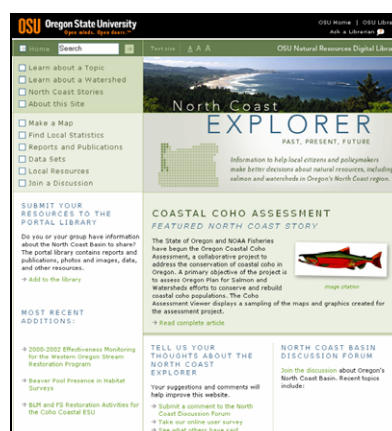 OSU Oregon State University
Open minds. Open doors.™
OSU Home | OSU Libra
Ask a Librarian
Home Search
Text size A A A
OSU Natural Resources Digital Librar
Learn about a Topic
Learn about a Watershed
North Coast Stories
About this Site
Make a Map
Find Local Statistics
Reports and Publications
Data Sets
Local Resources
Join a Discussion
North Coast
EXPLORER
PAST, PRESENT, FUTURE
Information to help local citizens and policymakers
make better decisions about natural resources, including
salmon and watersheds in Oregon's North Coast region.
SUBMIT YOUR
RESOURCES TO THE
PORTAL LIBRARY
Do you or your group have information
about the North Coast Basin to share?
The portal library contains reports and
publications, photos and images, data,
and other resources.
Add to the library
MOST RECENT
ADDITIONS:
2000-2002 Effectiveness Monitoring
for the Western Oregon Stream
Restoration Program
Beaver Pool Presence in Habitat
Surveys
BLM and FS Restoration Activities for
the Coho Coastal ESU
COASTAL COHO ASSESSMENT
FEATURED NORTH COAST STORY
The State of Oregon and NOAA Fisheries
have begun the Oregon Coastal Coho
Assessment, a collaborative project to
address the conservation of coastal coho in
Oregon. A primary objective of the project is
to assess Oregon Plan for Salmon and
Watersheds efforts to conserve and rebuild
coastal coho populations. The Coho
Assessment Viewer displays a sampling of the maps and graphics created for
the assessment project.
Read complete article
image citation
TELL US YOUR
THOUGHTS ABOUT THE
NORTH COAST
EXPLORER
Your suggestions and comments will
help improve this website.
Submit a comment to the North
Coast Discussion Forum
Take our online user survey
See what others have said
NORTH COAST BASIN
DISCUSSION FORUM
Join the discussion about Oregon's
North Coast Basin. Recent topics
include: